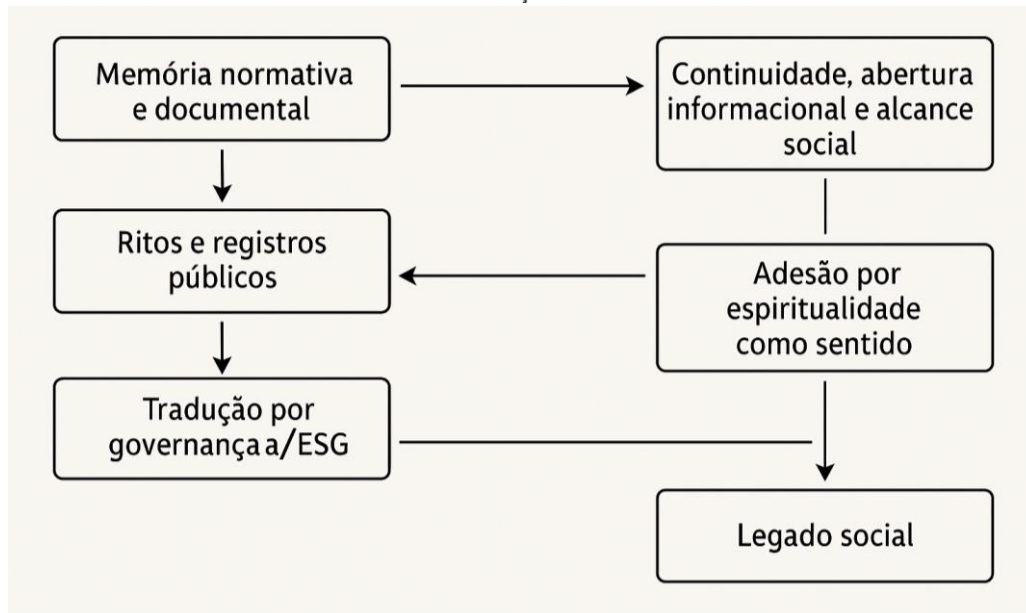 Memória normativa
e documental
Continuidade, abertura
informacional e alcance
social
Ritos e registros
públicos
Adesão por
espiritualidade
como sentido
Tradução por
governança a/ESG
Legado social